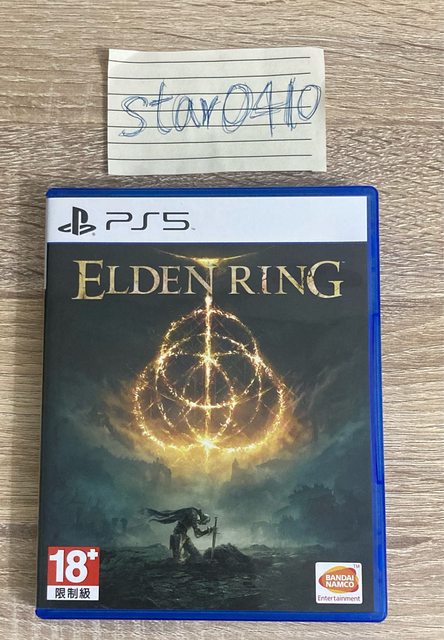 star0410
PS5
ELDEN RING
18+
限制級
BANDAI
NAMCO
Entertainment